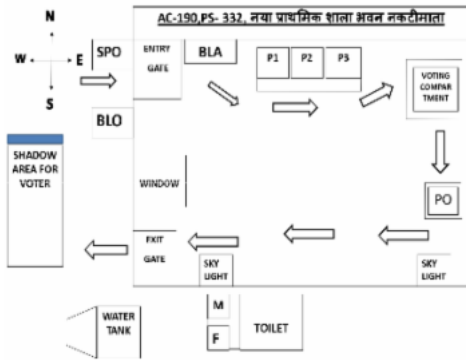 AC-190,PS- 332, नया प्राथमिक शाला भवन नकटीमाता
N
W
E
S
SPO
ENTRY
GATE
BLA
P1
P2
P3
VOTING
COMPAR
TMENT
BLO
SHADOW
AREA FOR
VOTER
WINDOW
PO
EXIT
GATE
SKY
LIGHT
SKY
LIGHT
WATER
TANK
M
F
TOILET